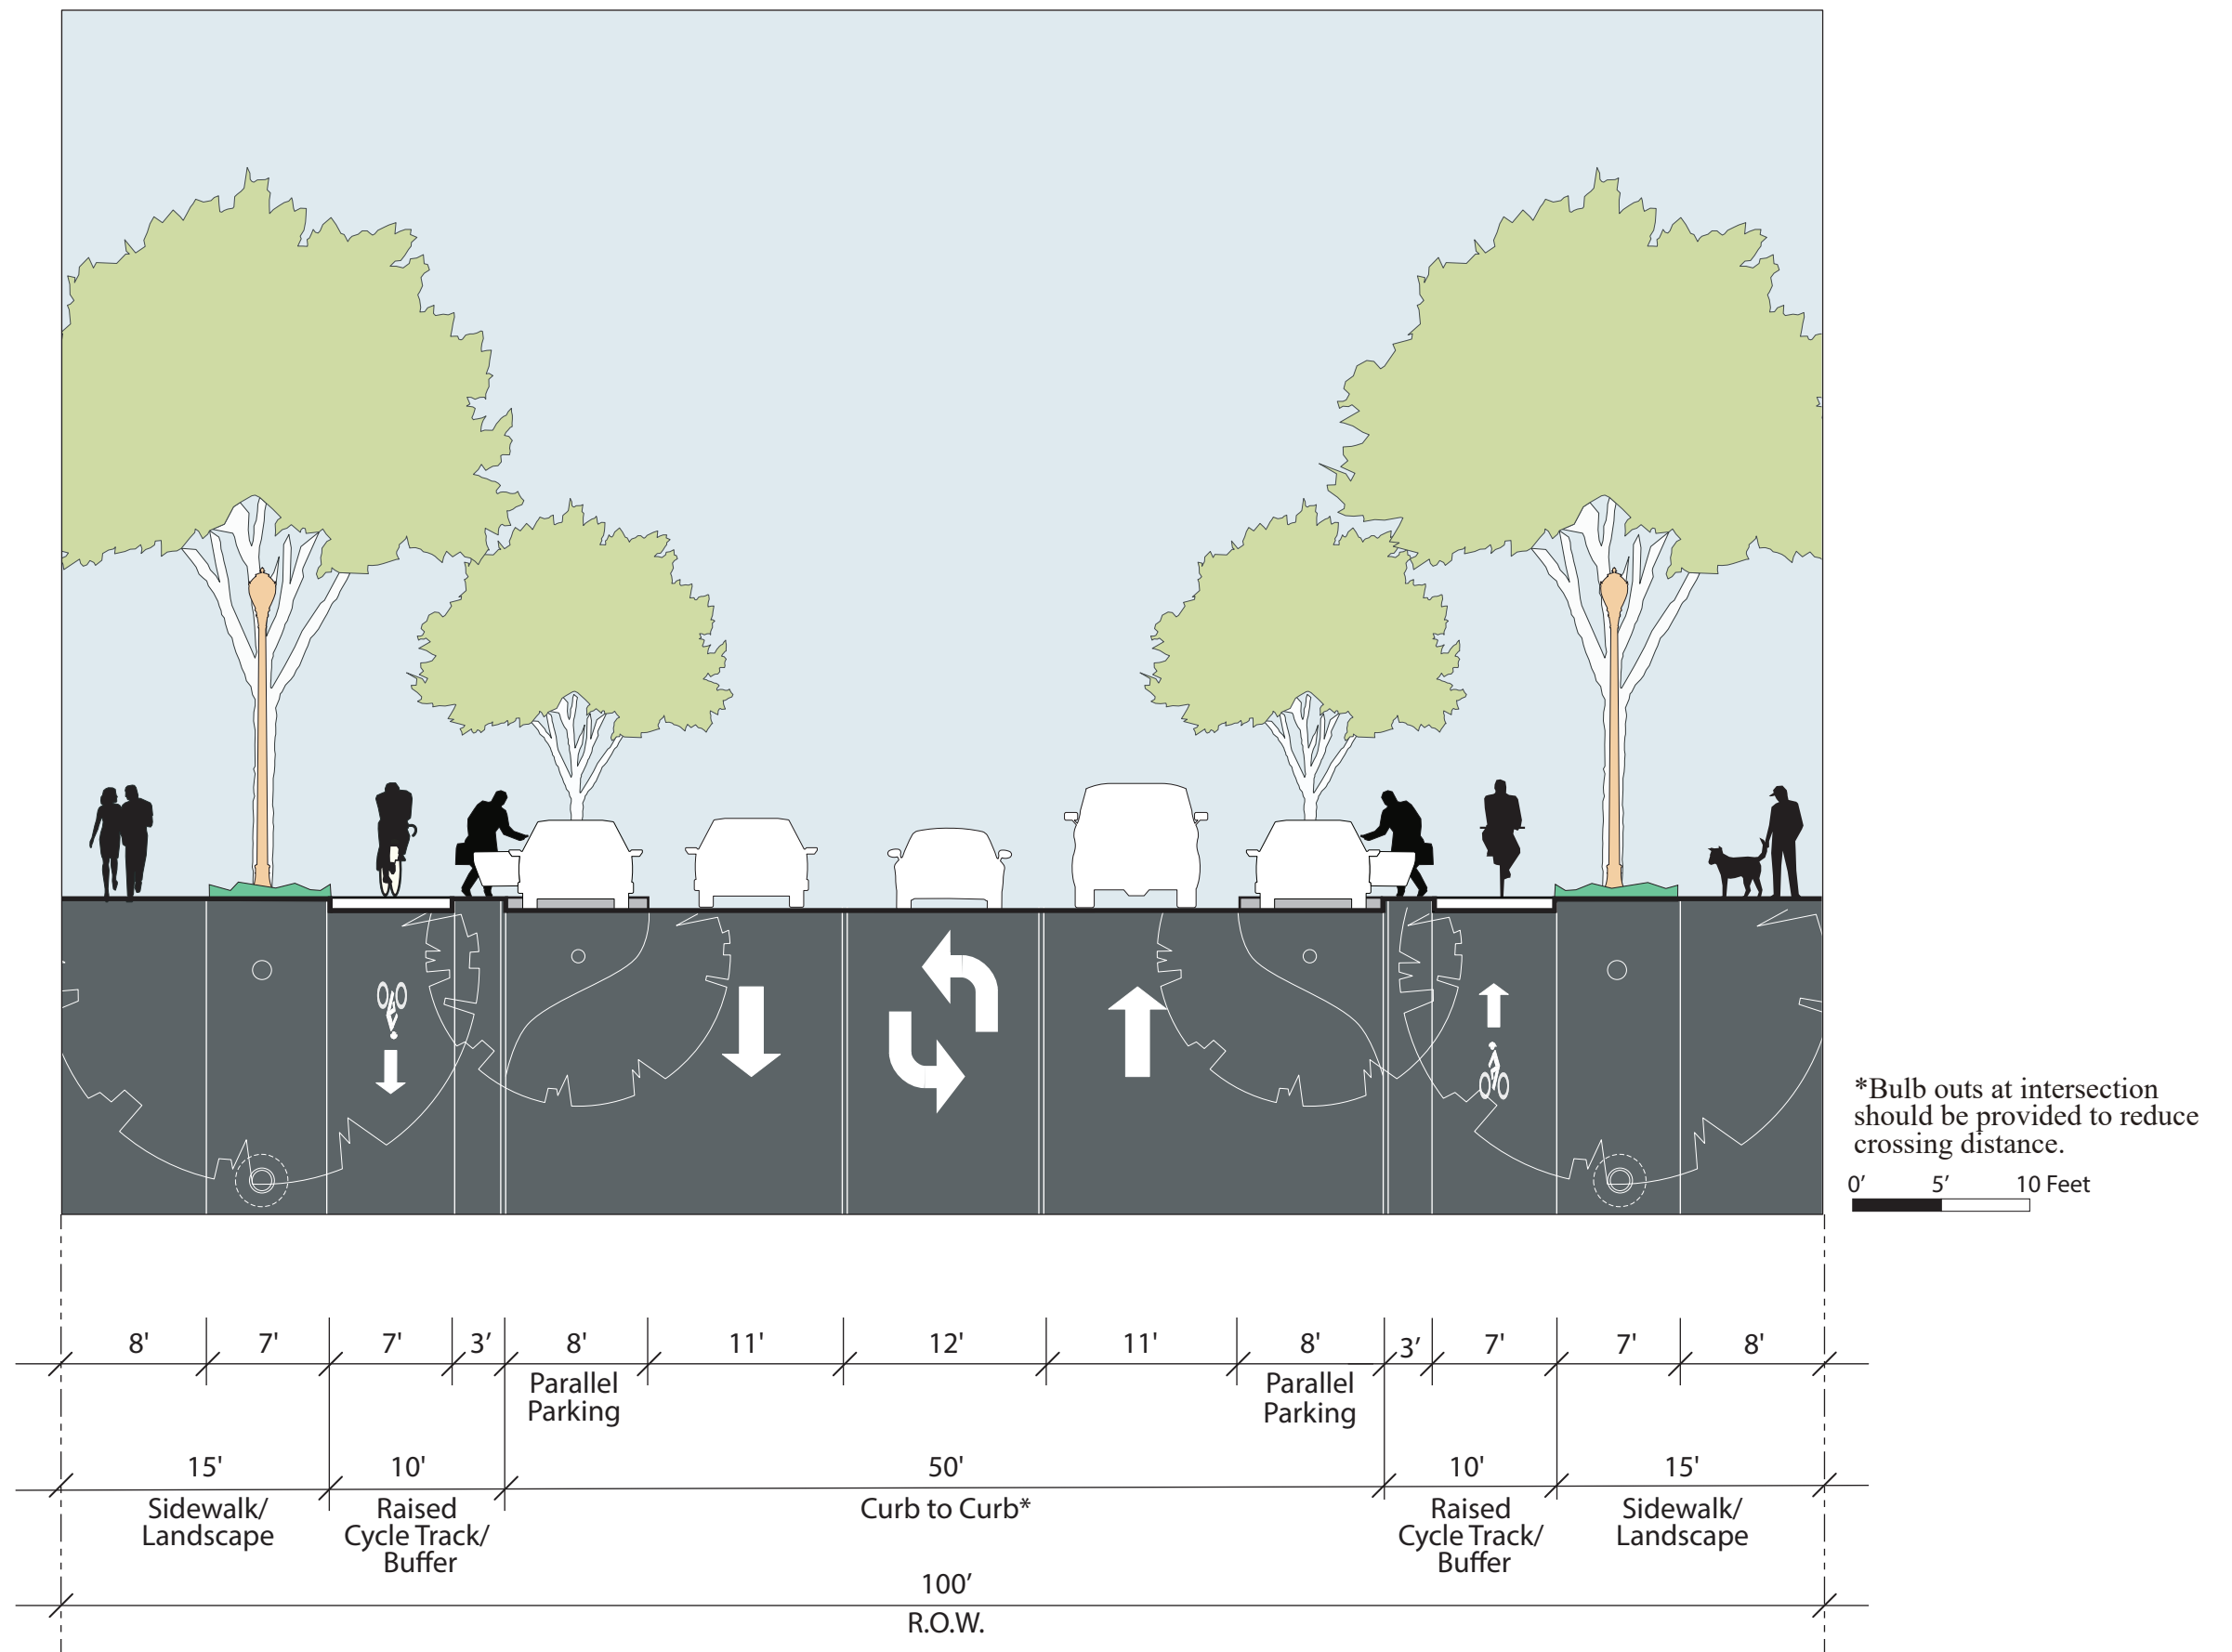 *Bulb outs at intersection
should be provided to reduce
crossing distance.
0’ 5’ 10 Feet
8' 7' 7' 3’ 8' 11' 12' 11' 8' 3’ 7' 7' 8'
Parallel
Parking
Parallel
Parking
15' 10' 50' 10' 15'
Sidewalk/
Landscape
Raised
Cycle Track/
Buffer
Curb to Curb*
Raised
Cycle Track/
Buffer
Sidewalk/
Landscape
100’
R.O.W.